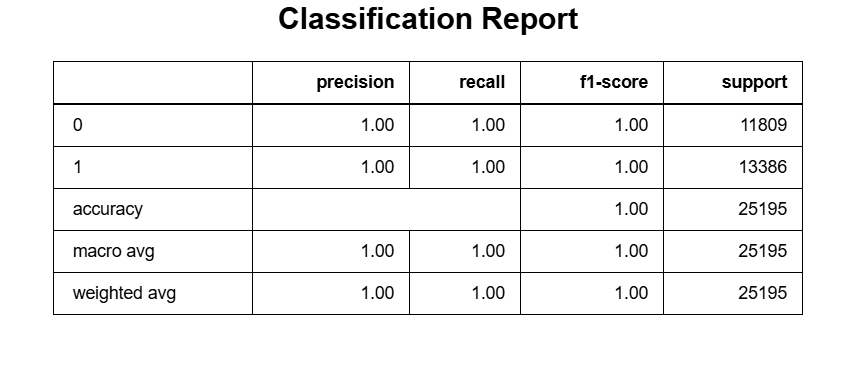 Classification Report
precision recall f1-score support
0 1.00 1.00 1.00 11809
1 1.00 1.00 1.00 13386
accuracy 1.00 25195
macro avg 1.00 1.00 1.00 25195
weighted avg 1.00 1.00 1.00 25195